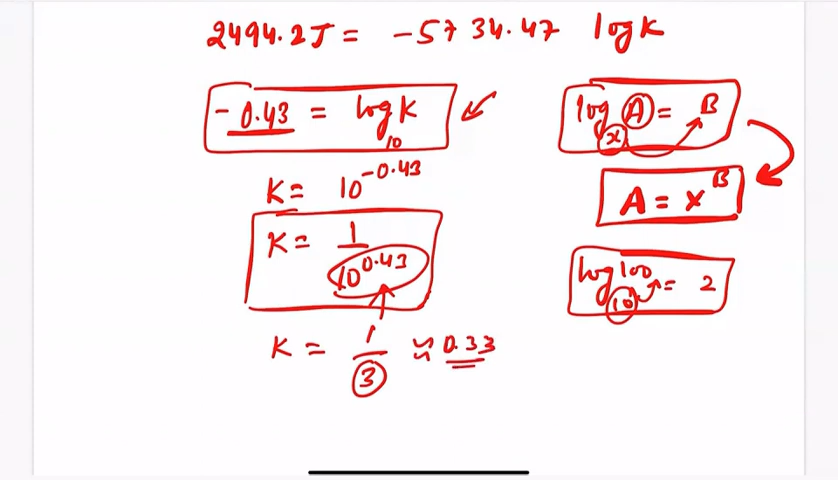 2494.2J = -5734.47 log K
-0.43 = log₁₀ K
K = 10^-0.43
K = 1/10^0.43
K = 1/3 ≈ 0.33
logₓ A = B
A = x^B
log₁₀ 100 = 2